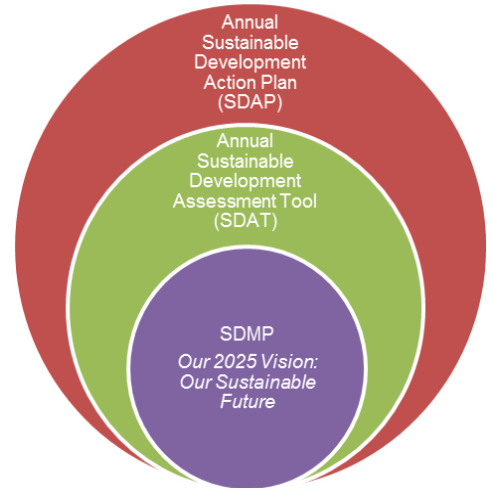 Annual
Sustainable
Development
Action Plan
(SDAP)
Annual
Sustainable
Development
Assessment Tool
(SDAT)
SDMP
Our 2025 Vision:
Our Sustainable
Future